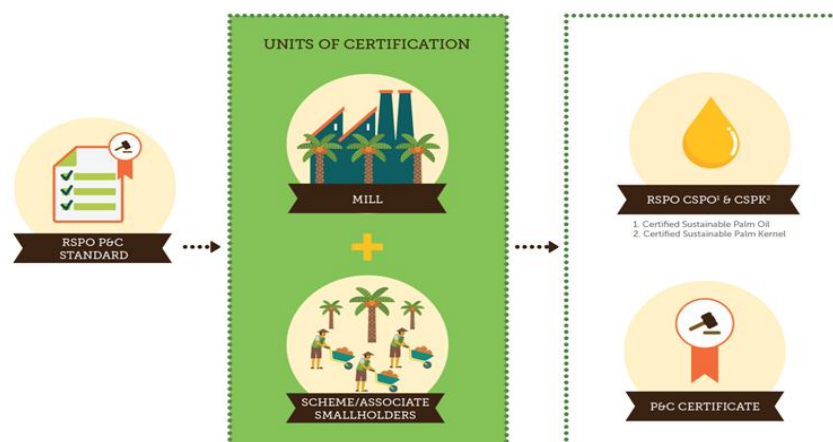 UNITS OF CERTIFICATION
RSPO P&C
STANDARD
MILL
SCHEME/ASSOCIATE
SMALLHOLDERS
RSPO CSPO¹ & CSPK²
1. Certified Sustainable Palm Oil
2. Certified Sustainable Palm Kernel
P&C CERTIFICATE